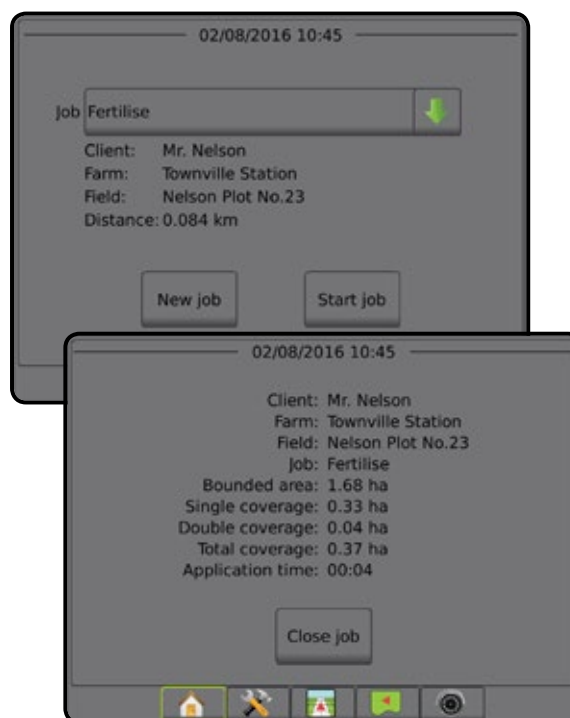 02/08/2016 10:45
Job Fertilise
Client: Mr. Nelson
Farm: Townville Station
Field: Nelson Plot No.23
Distance: 0.084 km
New job Start job
02/08/2016 10:45
Client: Mr. Nelson
Farm: Townville Station
Field: Nelson Plot No.23
Job: Fertilise
Bounded area: 1.68 ha
Single coverage: 0.33 ha
Double coverage: 0.04 ha
Total coverage: 0.37 ha
Application time: 00:04
Close job